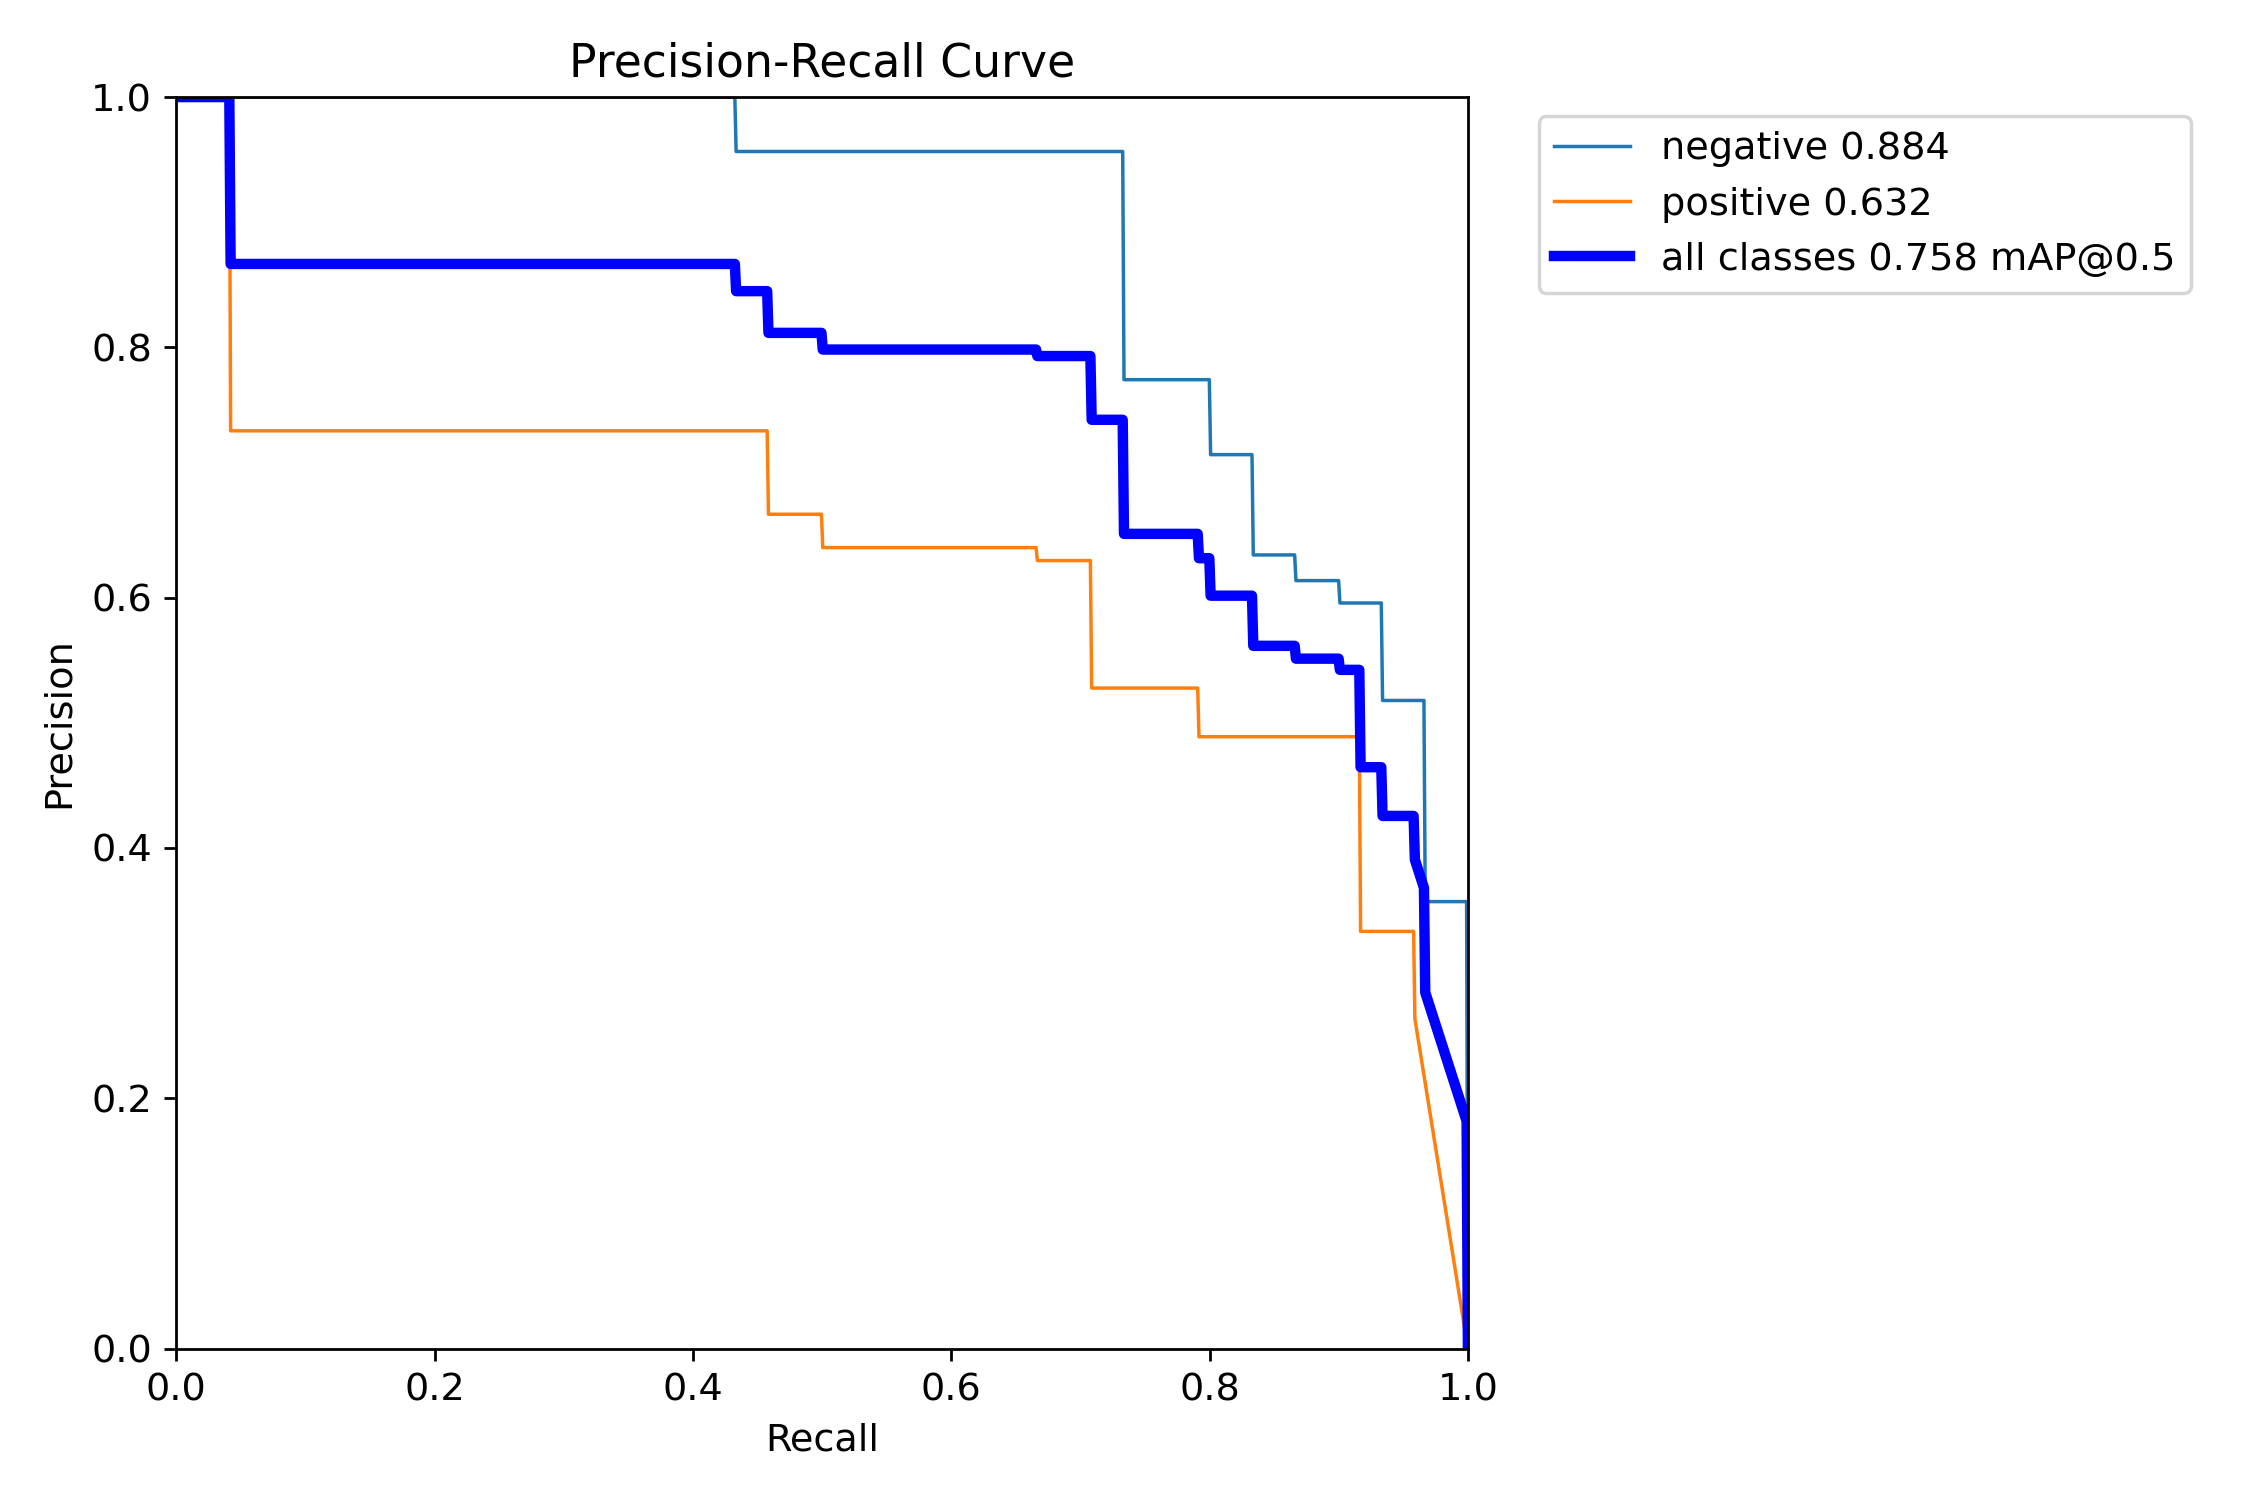 Precision-Recall Curve
1.0
0.8
0.6
0.4
0.2
0.0
Precision
0.0 0.2 0.4 0.6 0.8 1.0
Recall
negative 0.884
positive 0.632
all classes 0.758 mAP@0.5